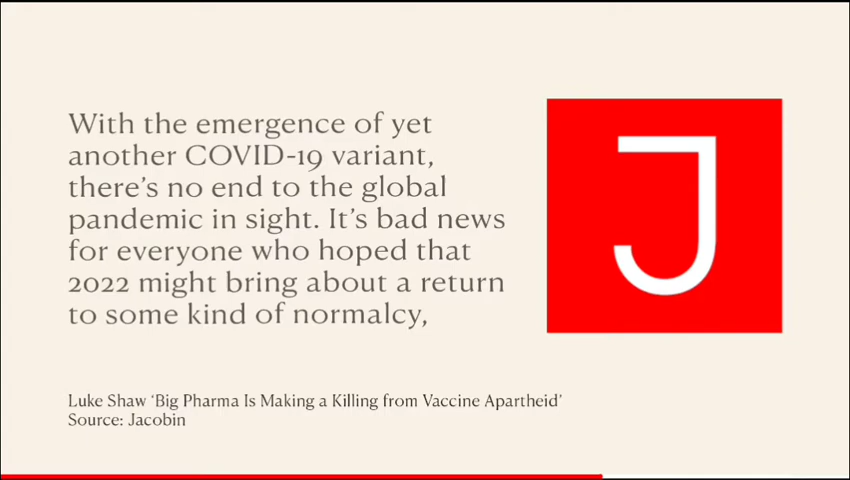 With the emergence of yet
another COVID-19 variant,
there's no end to the global
pandemic in sight. It's bad news
for everyone who hoped that
2022 might bring about a return
to some kind of normalcy,
J
Luke Shaw ‘Big Pharma Is Making a Killing from Vaccine Apartheid’
Source: Jacobin